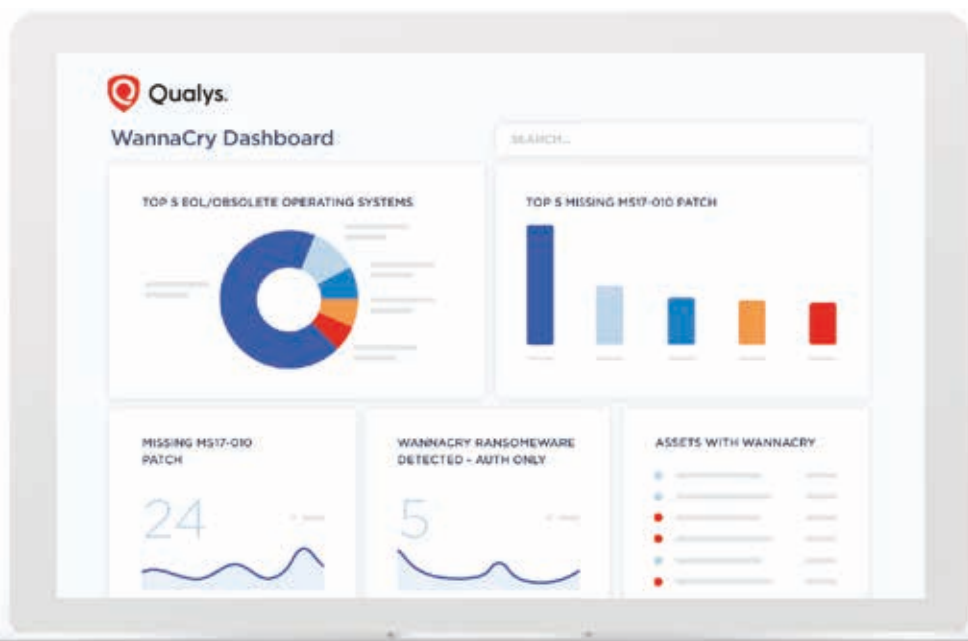 Qualys.
WannaCry Dashboard
SEARCH...
TOP 5 EOL/OBSOLETE OPERATING SYSTEMS
TOP 5 MISSING MS17-010 PATCH
MISSING MS17-010
PATCH
24
WANNACRY RANSOMEWARE
DETECTED - AUTH ONLY
5
ASSETS WITH WANNACRY